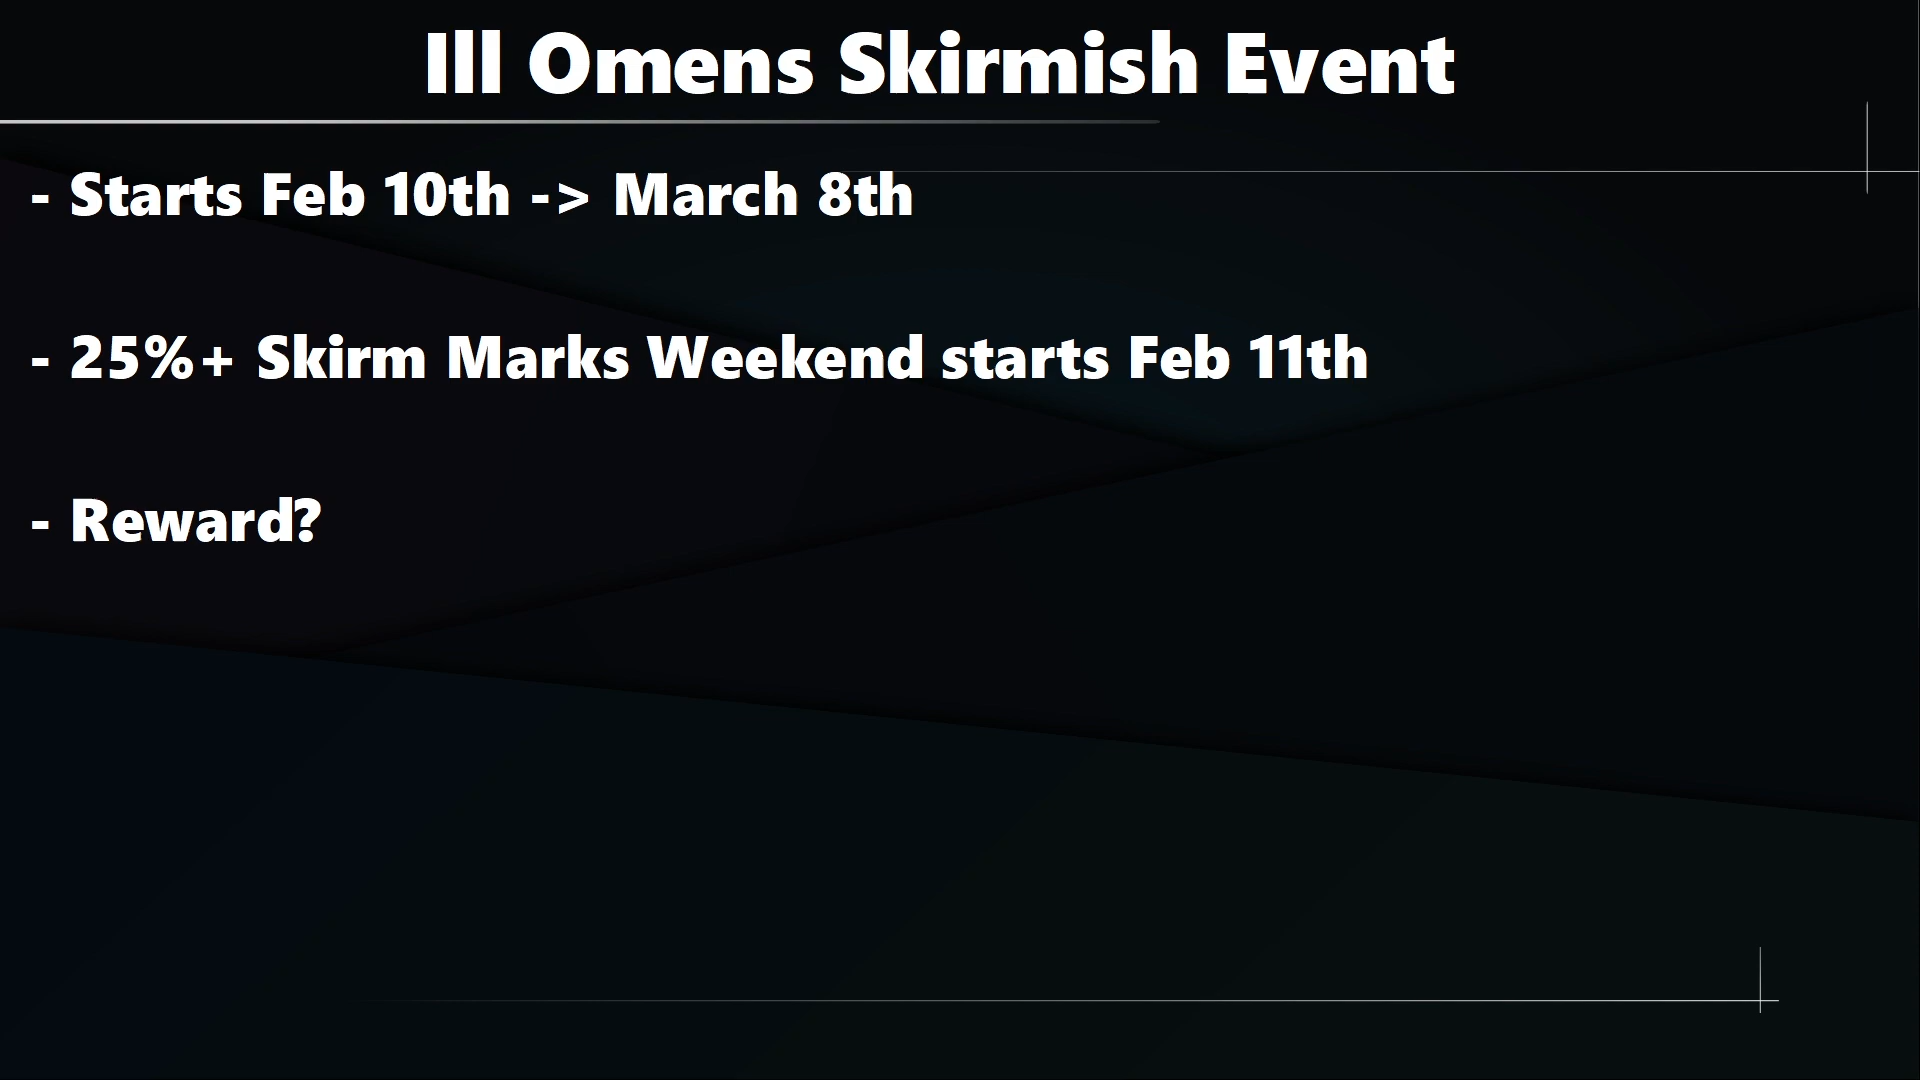 Ill Omens Skirmish Event
- Starts Feb 10th -> March 8th
- 25%+ Skirm Marks Weekend starts Feb 11th
- Reward?